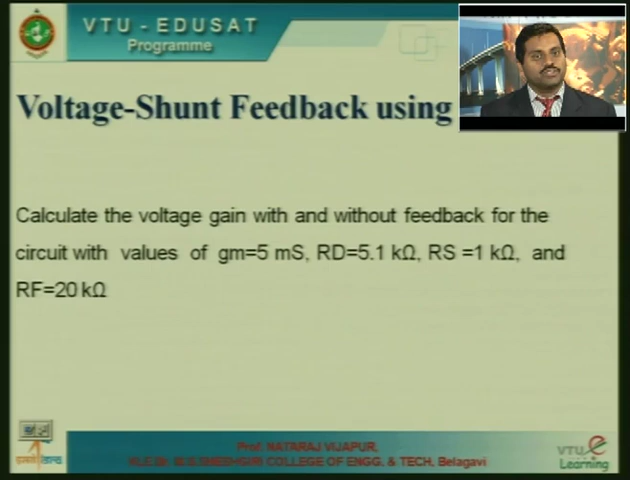 VTU - EDUSAT
Programme
Voltage-Shunt Feedback using
Calculate the voltage gain with and without feedback for the
circuit with values of gm=5 mS, RD=5.1 kΩ, RS =1 kΩ, and
RF=20 kΩ
Prof. NATARAJ VIJAPUR,
COLLEGE OF ENGG, & TECH, Belagavi
VTU e
Learning